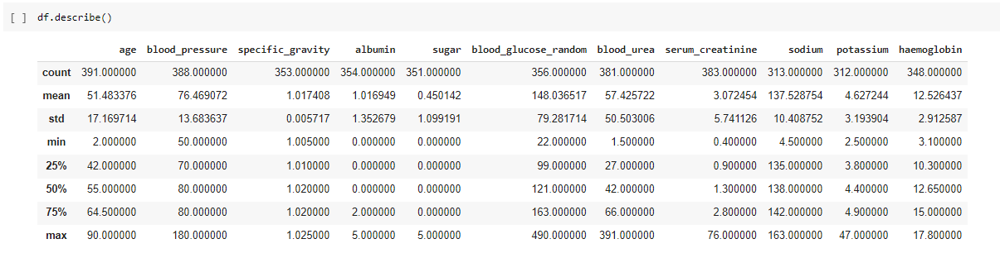 [ ] df.describe()
age blood_pressure specific_gravity albumin sugar blood_glucose_random blood_urea serum_creatinine sodium potassium haemoglobin
count 391.000000 388.000000 353.000000 354.000000 351.000000 356.000000 381.000000 383.000000 313.000000 312.000000 348.000000
mean 51.483376 76.469072 1.017408 1.016949 0.450142 148.036517 57.425722 3.072454 137.528754 4.627244 12.526437
std 17.169714 13.683637 0.005717 1.352679 1.099191 79.281714 50.503006 5.741126 10.408752 3.193904 2.912587
min 2.000000 50.000000 1.005000 0.000000 0.000000 22.000000 1.500000 0.400000 4.500000 2.500000 3.100000
25% 42.000000 70.000000 1.010000 0.000000 0.000000 99.000000 27.000000 0.900000 135.000000 3.800000 10.300000
50% 55.000000 80.000000 1.020000 0.000000 0.000000 121.000000 42.000000 1.300000 138.000000 4.400000 12.650000
75% 64.500000 80.000000 1.020000 2.000000 0.000000 163.000000 66.000000 2.800000 142.000000 4.900000 15.000000
max 90.000000 180.000000 1.025000 5.000000 5.000000 490.000000 391.000000 76.000000 163.000000 47.000000 17.800000